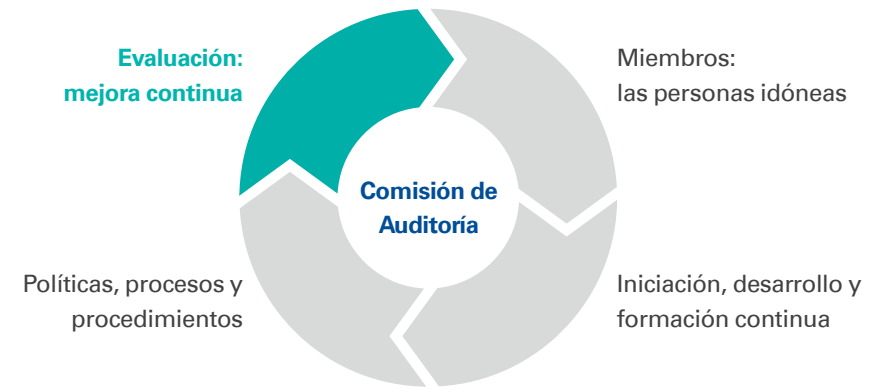 Evaluación:
mejora continua
Miembros:
las personas idóneas
Comisión de
Auditoría
Políticas, procesos y
procedimientos
Iniciación, desarrollo y
formación continua